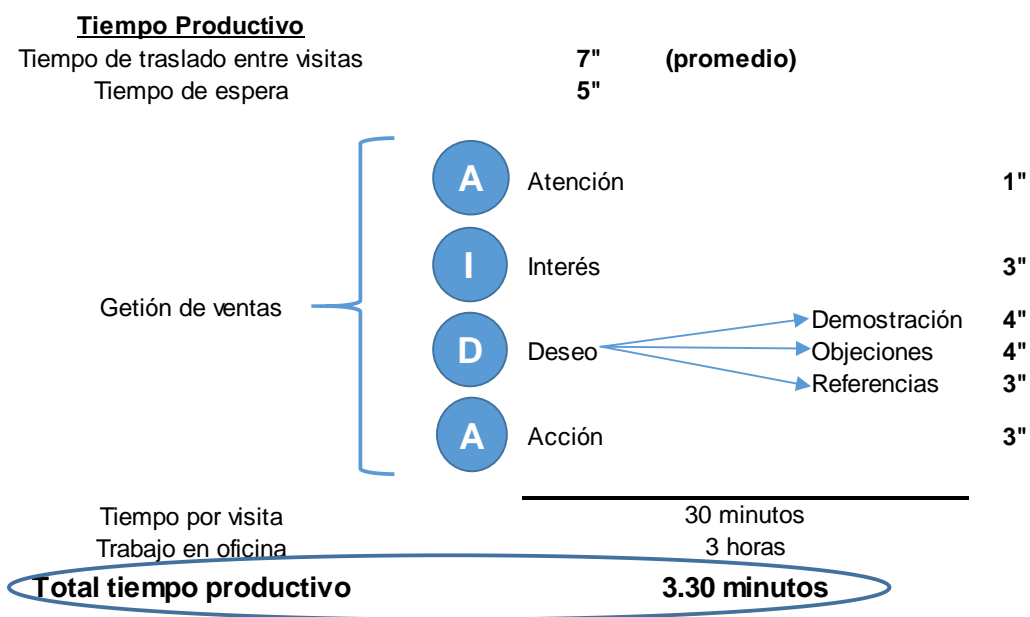 Tiempo Productivo
Tiempo de traslado entre visitas 7" (promedio)
Tiempo de espera 5"
A Atención 1"
I Interés 3"
Getión de ventas
Demostración 4"
D Deseo Objeciones 4"
Referencias 3"
A Acción 3"
Tiempo por visita 30 minutos
Trabajo en oficina 3 horas
Total tiempo productivo 3.30 minutos